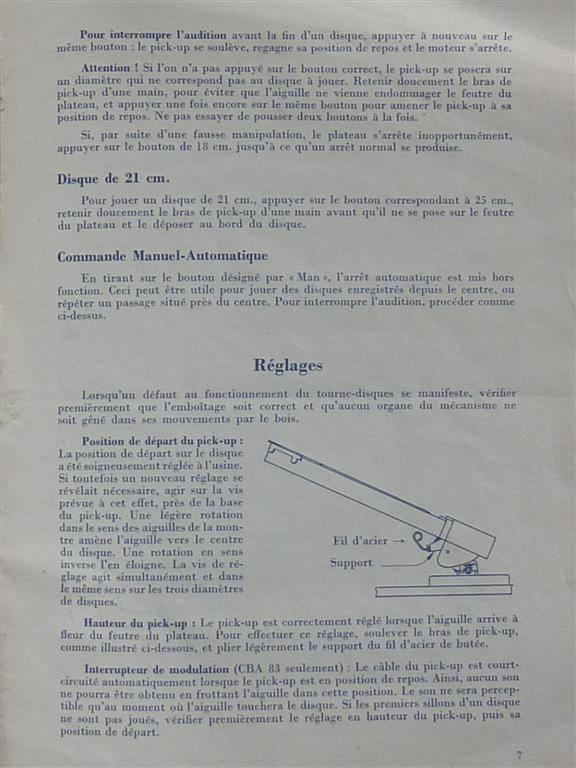 Pour interrompre l'audition avant la fin d'un disque, appuyer à nouveau sur le
même bouton : le pick-up se soulève, regagne sa position de repos et le moteur s'arrête.
Attention ! Si l'on n'a pas appuyé sur le bouton correct, le pick-up se posera sur
un diamètre qui ne correspond pas au disque à jouer. Retenir doucement le bras de
pick-up d'une main, pour éviter que l'aiguille ne vienne endommager le feutre du
plateau, et appuyer une fois encore sur le même bouton pour amener le pick-up à sa
position de repos. Ne pas essayer de pousser deux boutons à la fois.
Si, par suite d'une fausse manipulation, le plateau s'arrête inopportunément,
appuyer sur le bouton de 18 cm. jusqu'à ce qu'un arrêt normal se produise.
Disque de 21 cm.
Pour jouer un disque de 21 cm., appuyer sur le bouton correspondant à 25 cm.,
retenir doucement le bras de pick-up d'une main avant qu'il ne se pose sur le feutre
du plateau et le déposer au bord du disque.
Commande Manuel-Automatique
En tirant sur le bouton désigné par « Man », l'arrêt automatique est mis hors
fonction. Ceci peut être utile pour jouer des disques enregistrés depuis le centre, ou
répéter un passage situé près du centre. Pour interrompre l'audition, procéder comme
ci-dessus.
Réglages
Lorsqu'un défaut au fonctionnement du tourne-disques se manifeste, vérifier
premièrement que l'emboîtage soit correct et qu'aucun organe du mécanisme ne
soit gêné dans ses mouvements par le bois.
Position de départ du pick-up :
La position de départ sur le disque
a été soigneusement réglée à l'usine.
Si toutefois un nouveau réglage se
révélait nécessaire, agir sur la vis
prévue à cet effet, près de la base
du pick-up. Une légère rotation
dans le sens des aiguilles de la mon-
tre amène l'aiguille vers le centre
du disque. Une rotation en sens
inverse l'en éloigne. La vis de ré-
glage agit simultanément et dans
le même sens sur les trois diamètres
de disques.
Fil d'acier
Support
Hauteur du pick-up : Le pick-up est correctement réglé lorsque l'aiguille arrive à
fleur du feutre du plateau. Pour effectuer ce réglage, soulever le bras de pick-up,
comme illustré ci-dessous, et plier légèrement le support du fil d'acier de butée.
Interrupteur de modulation (CBA 83 seulement) : Le câble du pick-up est court-
circuité automatiquement lorsque le pick-up est en position de repos. Ainsi, aucun son
ne pourra être obtenu en frottant l'aiguille dans cette position. Le son ne sera percep-
tible qu'au moment où l'aiguille touchera le disque. Si les premiers sillons d'un disque
ne sont pas joués, vérifier premièrement le réglage en hauteur du pick-up, puis sa
position de départ.
7